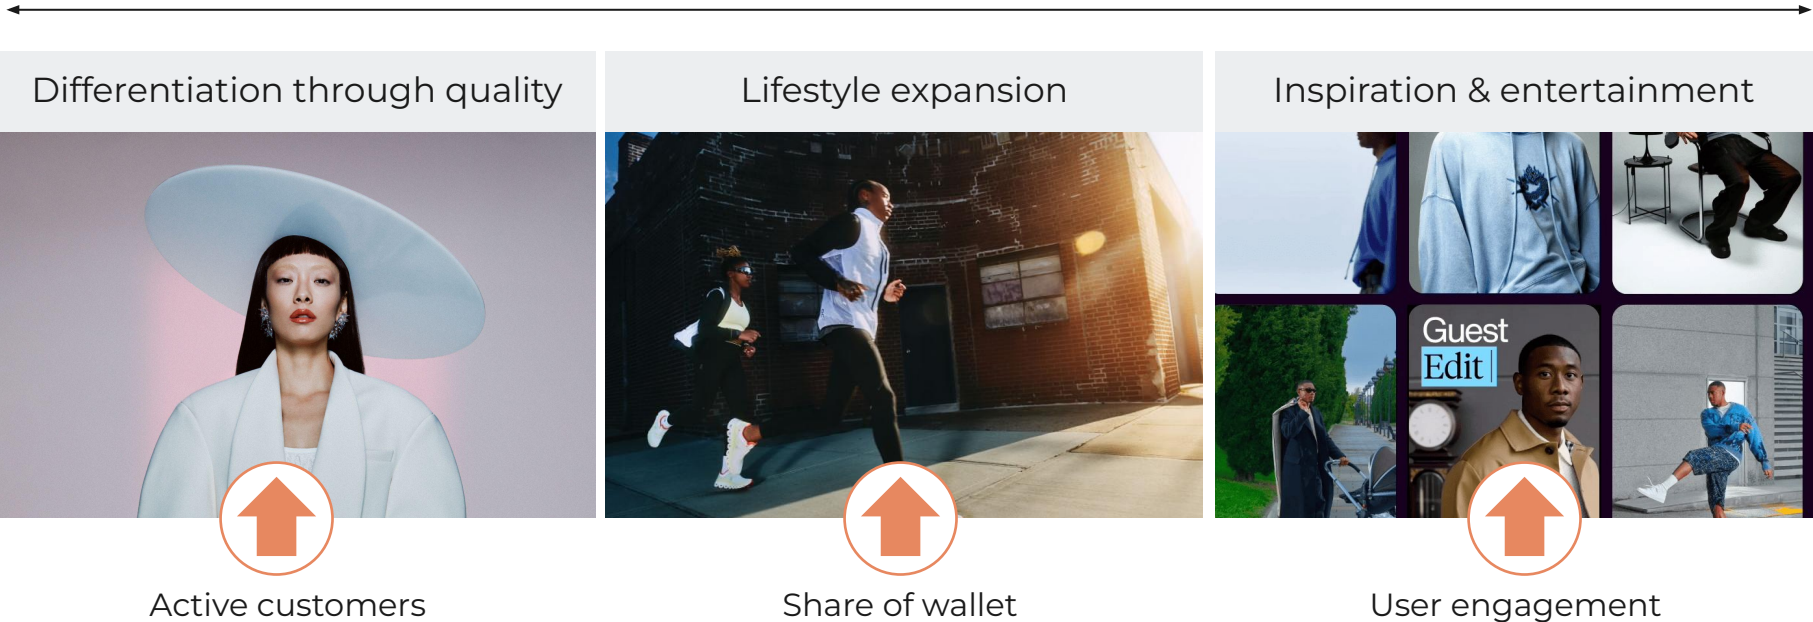 Differentiation through quality
Lifestyle expansion
Inspiration & entertainment
Guest
Edit
Active customers
Share of wallet
User engagement